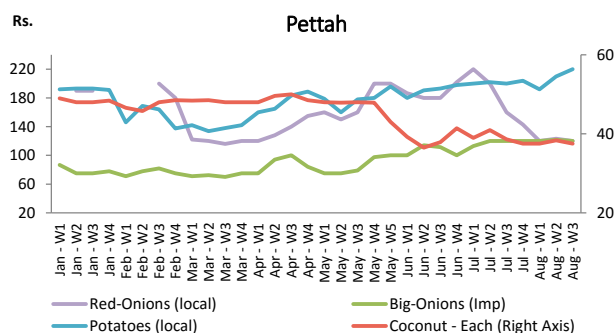 Rs.
Pettah
220
180
140
100
60
20
60
40
20
Jan - W1
Jan - W2
Jan - W3
Jan - W4
Feb - W1
Feb - W2
Feb - W3
Feb - W4
Mar - W1
Mar - W2
Mar - W3
Mar - W4
Apr - W1
Apr - W2
Apr - W3
Apr - W4
May - W1
May - W2
May - W3
May - W4
May - W5
Jun - W1
Jun - W2
Jun - W3
Jun - W4
Jul - W1
Jul - W2
Jul - W3
Jul - W4
Aug - W1
Aug - W2
Aug - W3
Red-Onions (local)
Big-Onions (Imp)
Potatoes (local)
Coconut - Each (Right Axis)